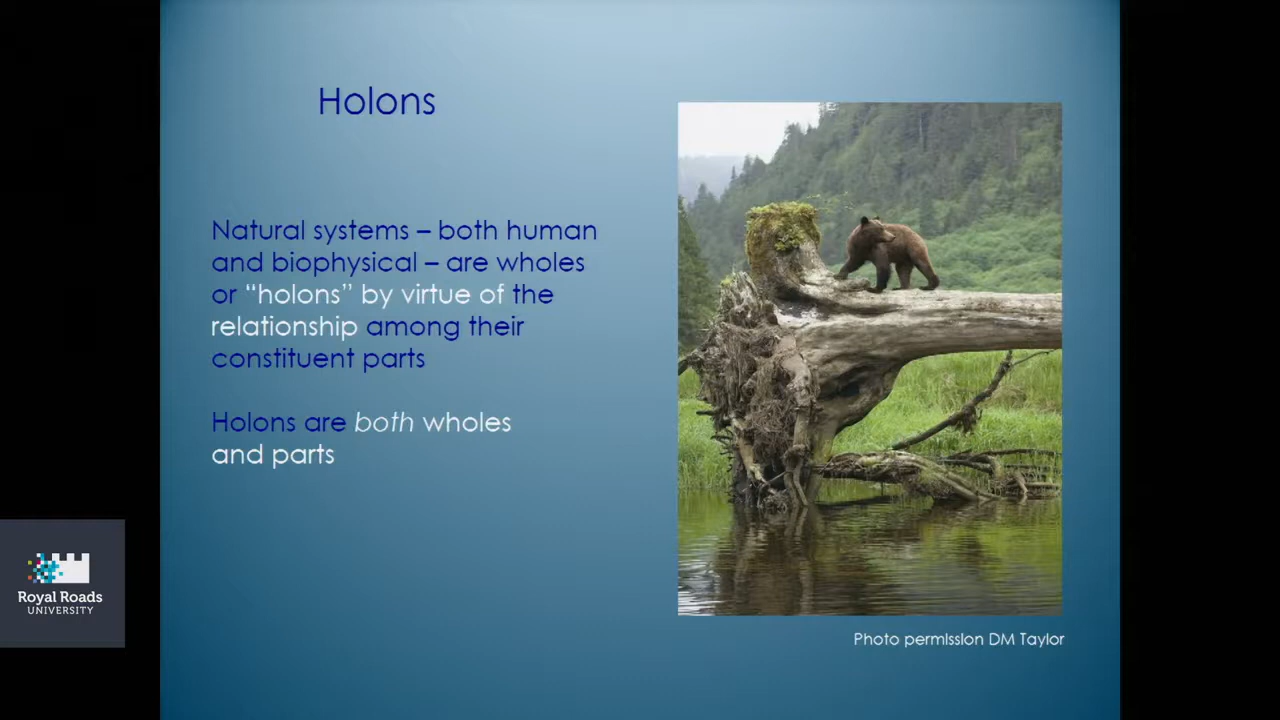 Holons
Natural systems – both human
and biophysical – are wholes
or “holons” by virtue of the
relationship among their
constituent parts
Holons are both wholes
and parts
Royal Roads
UNIVERSITY
Photo permission DM Taylor